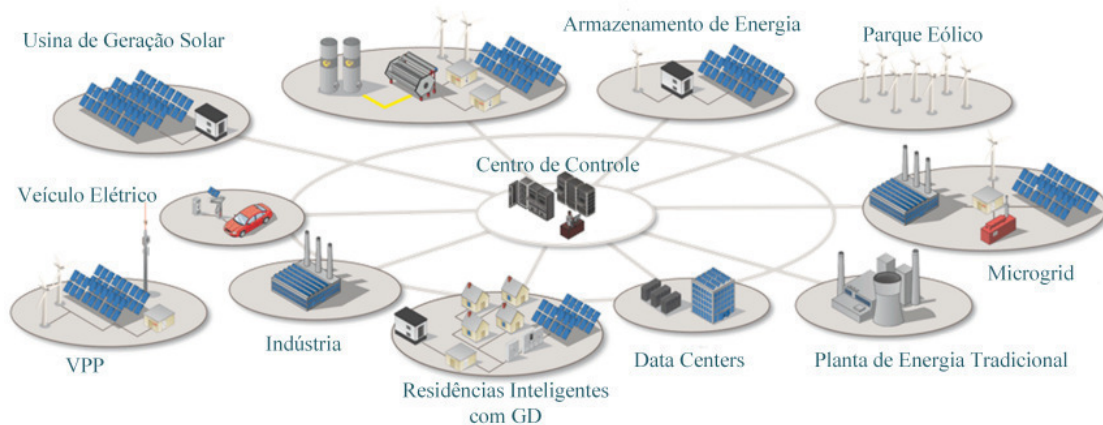 Armazenamento de Energia
Parque Eólico
Usina de Geração Solar
Centro de Controle
Veículo Elétrico
Microgrid
Indústria
VPP
Data Centers
Planta de Energia Tradicional
Residências Inteligentes
com GD